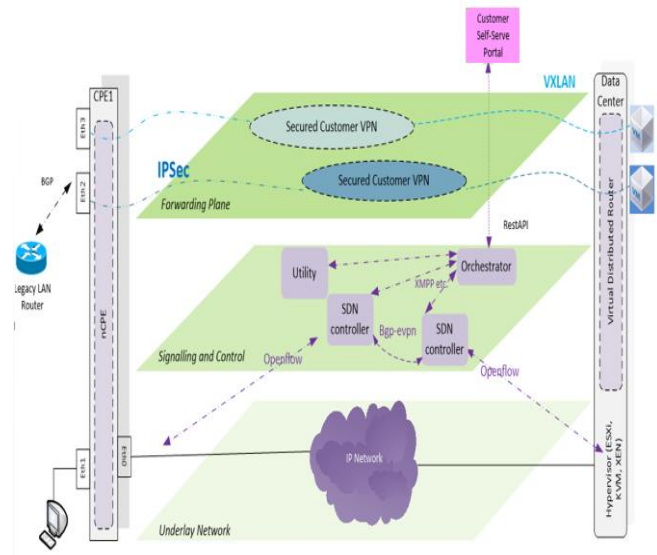 Customer
Self-Serve
Portal
VXLAN
Data
Center
CPE1
Eth3
Secured Customer VPN
VM
BGP
IPSec
Eth2
Secured Customer VPN
VM
Forwarding Plane
RestAPI
Legacy LAN
Router
nCPE
Utility
Orchestrator
XMPP etc
SDN
controller
Bgp-evpn
SDN
controller
Virtual Distributed Router
Signalling and Control
Openflow
Openflow
Eth0
Eth1
IP Network
Hypervisor (ESXi,
KVM, XEN)
Underlay Network